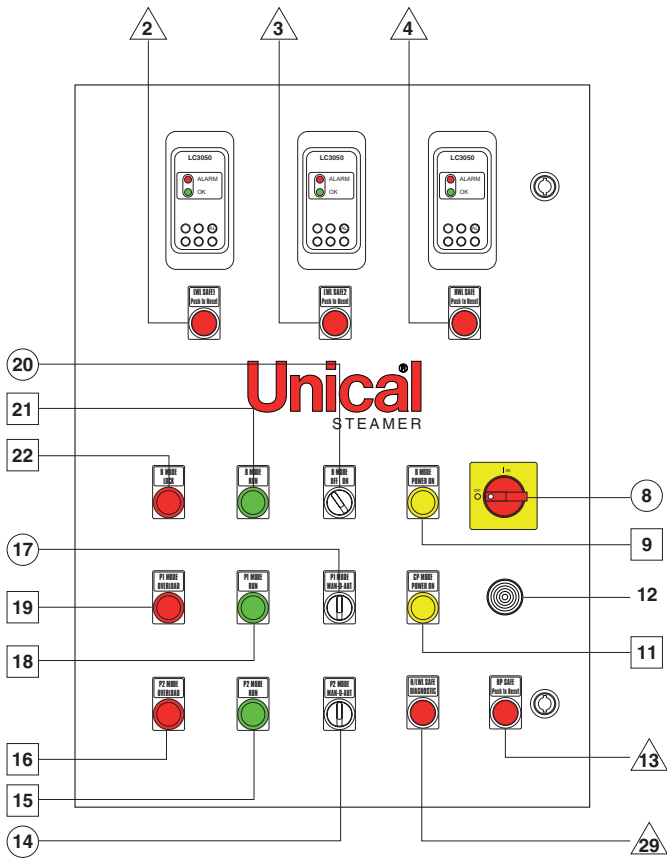 2 3 4
LC3050 LC3050 LC3050
ALARM ALARM ALARM
OK OK OK
LWL SAFE1 LWL SAFE2 HWL SAFE
Push to Reset Push to Reset Push to Reset
20
Unical®
STEAMER
21
22
B MODE B MODE B MODE B MODE
LOCK RUN OFF | ON POWER ON
I ON
OFF
8
17
9
P1 MODE P1 MODE P1 MODE CP MODE
OVERLOAD RUN MAN-0-AUT POWER ON
19
12
18
11
P2 MODE P2 MODE P2 MODE H/LWL SAFE HP SAFE
OVERLOAD RUN MAN-0-AUT DIAGNOSTIC Push to Reset
16
13
15
14
29